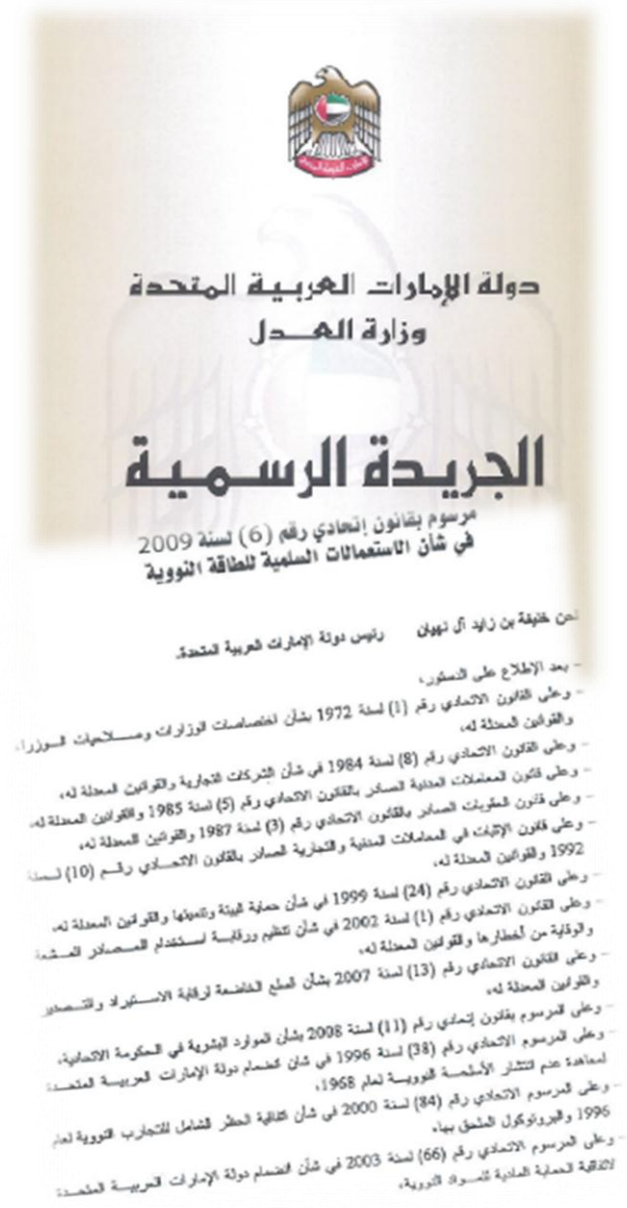 دولة الإمارات العربية المتحدة
وزارة العدل
الجريدة الرسمية
مرسوم بقانون إتحادي رقم (6) لسنة 2009
في شأن الاستعمالات السلمية للطاقة النووية
نحن خليفة بن زايد آل نهيان رئيس دولة الإمارات العربية المتحدة.
- بعد الإطلاع على الدستور،
- وعلى القانون الاتحادي رقم (1) لسنة 1972 بشأن اختصاصات الوزارات وصلاحيات الوزراء
والقوانين المعدلة له،
- وعلى القانون الاتحادي رقم (8) لسنة 1984 في شأن الشركات التجارية والقوانين المعدلة له،
- وعلى قانون المعاملات المدنية الصادر بالقانون الاتحادي رقم (5) لسنة 1985 والقوانين المعدلة له،
- وعلى قانون العقوبات الصادر بالقانون الاتحادي رقم (3) لسنة 1987 والقوانين المعدلة له،
- وعلى قانون الإثبات في المعاملات المدنية والتجارية الصادر بالقانون الاتحادي رقم (10) لسنة
1992 والقوانين المعدلة له،
- وعلى القانون الاتحادي رقم (24) لسنة 1999 في شأن حماية البيئة وتنميتها والقوانين المعدلة له،
- وعلى القانون الاتحادي رقم (1) لسنة 2002 في شأن تنظيم ورقابة استخدام المصادر المشعة
والوقاية من أخطارها والقوانين المعدلة له،
- وعلى القانون الاتحادي رقم (13) لسنة 2007 بشأن السلع الخاضعة لرقابة الاستيراد والتصدير
والقوانين المعدلة له،
- وعلى المرسوم بقانون إتحادي رقم (11) لسنة 2008 بشأن الموارد البشرية في الحكومة الاتحادية،
- وعلى المرسوم الاتحادي رقم (38) لسنة 1996 في شأن انضمام دولة الإمارات العربية المتحدة
لمعاهدة عدم انتشار الأسلحة النووية لعام 1968،
- وعلى المرسوم الاتحادي رقم (84) لسنة 2000 في شأن اتفاقية الحظر الشامل للتجارب النووية لعام
1996 والبروتوكول الملحق بها،
- وعلى المرسوم الاتحادي رقم (66) لسنة 2003 في شأن انضمام دولة الإمارات العربية المتحدة
لاتفاقية الحماية المادية للمواد النووية،